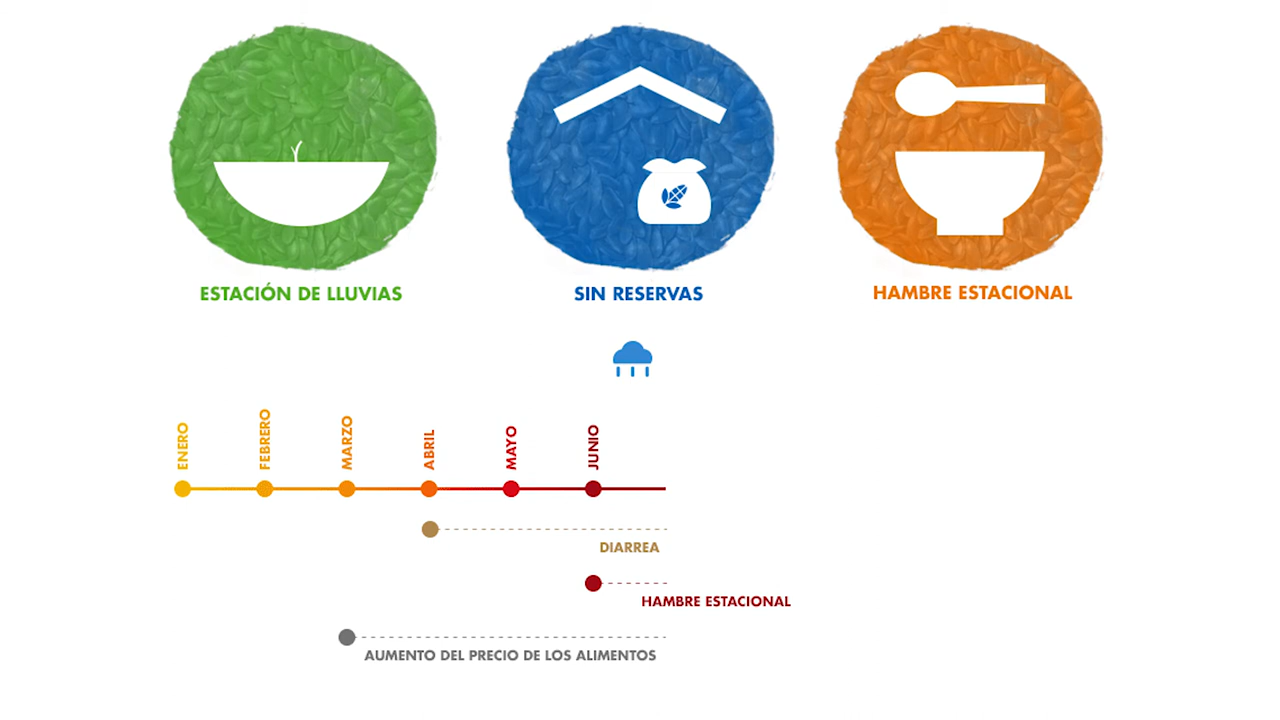 ESTACIÓN DE LLUVIAS
SIN RESERVAS
HAMBRE ESTACIONAL
ENERO
FEBRERO
MARZO
ABRIL
MAYO
JUNIO
DIARREA
HAMBRE ESTACIONAL
AUMENTO DEL PRECIO DE LOS ALIMENTOS